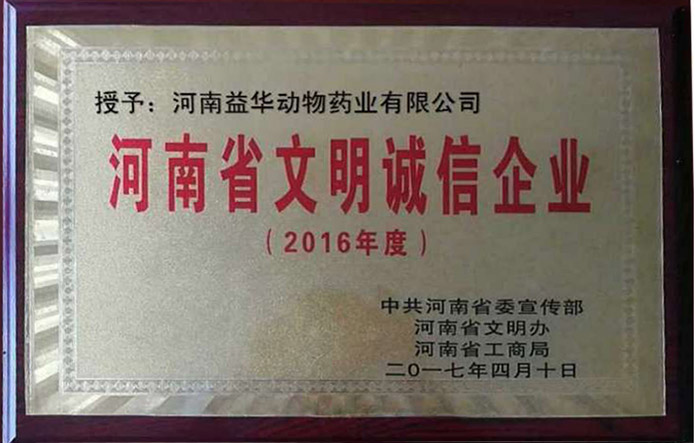 授予：河南益华动物药业有限公司
河南省文明诚信企业
（2016年度）
中共河南省委宣传部
河南省文明办
河南省工商局
二〇一七年四月十日